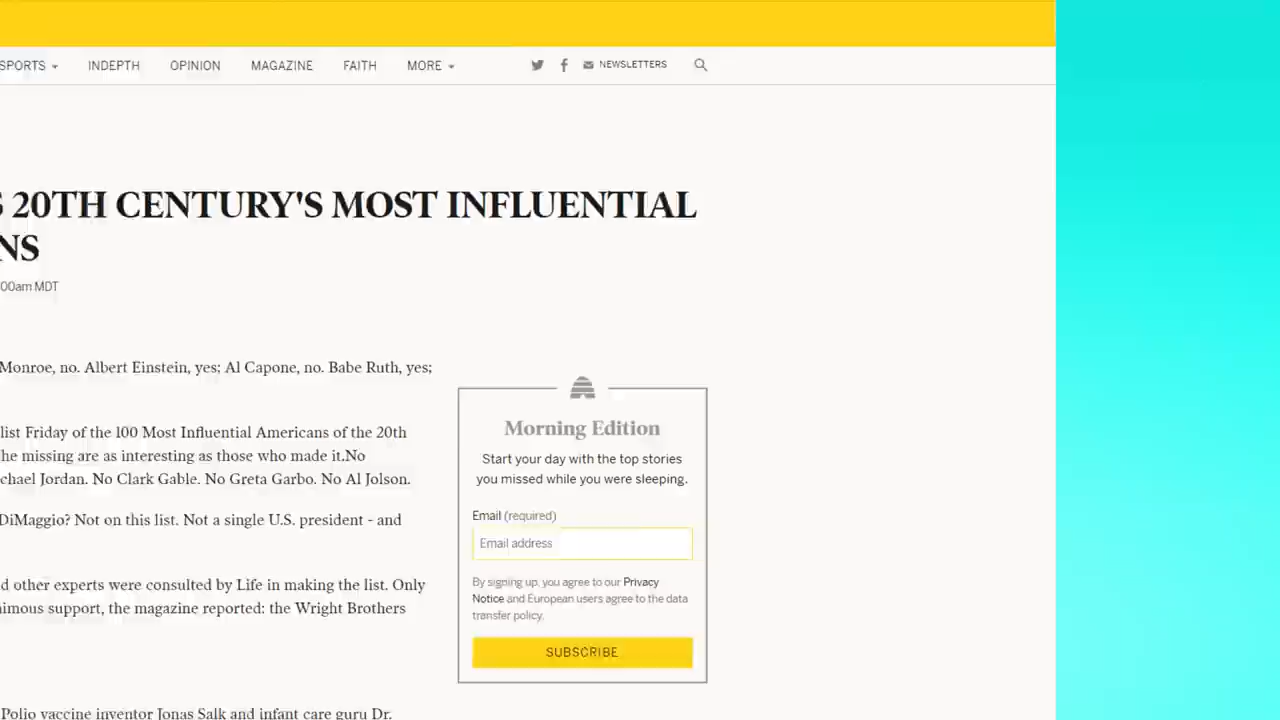 SPORTS INDEPTH OPINION MAGAZINE FAITH MORE NEWSLETTERS
20TH CENTURY'S MOST INFLUENTIAL
NS
00am MDT
Monroe, no. Albert Einstein, yes; Al Capone, no. Babe Ruth, yes;
list Friday of the 100 Most Influential Americans of the 20th
he missing are as interesting as those who made it.No
chael Jordan. No Clark Gable. No Greta Garbo. No Al Jolson.
DiMaggio? Not on this list. Not a single U.S. president - and
d other experts were consulted by Life in making the list. Only
nimous support, the magazine reported: the Wright Brothers
Polio vaccine inventor Jonas Salk and infant care guru Dr.
Morning Edition
Start your day with the top stories
you missed while you were sleeping.
Email (required)
Email address
By signing up, you agree to our Privacy
Notice and European users agree to the data
transfer policy.
SUBSCRIBE